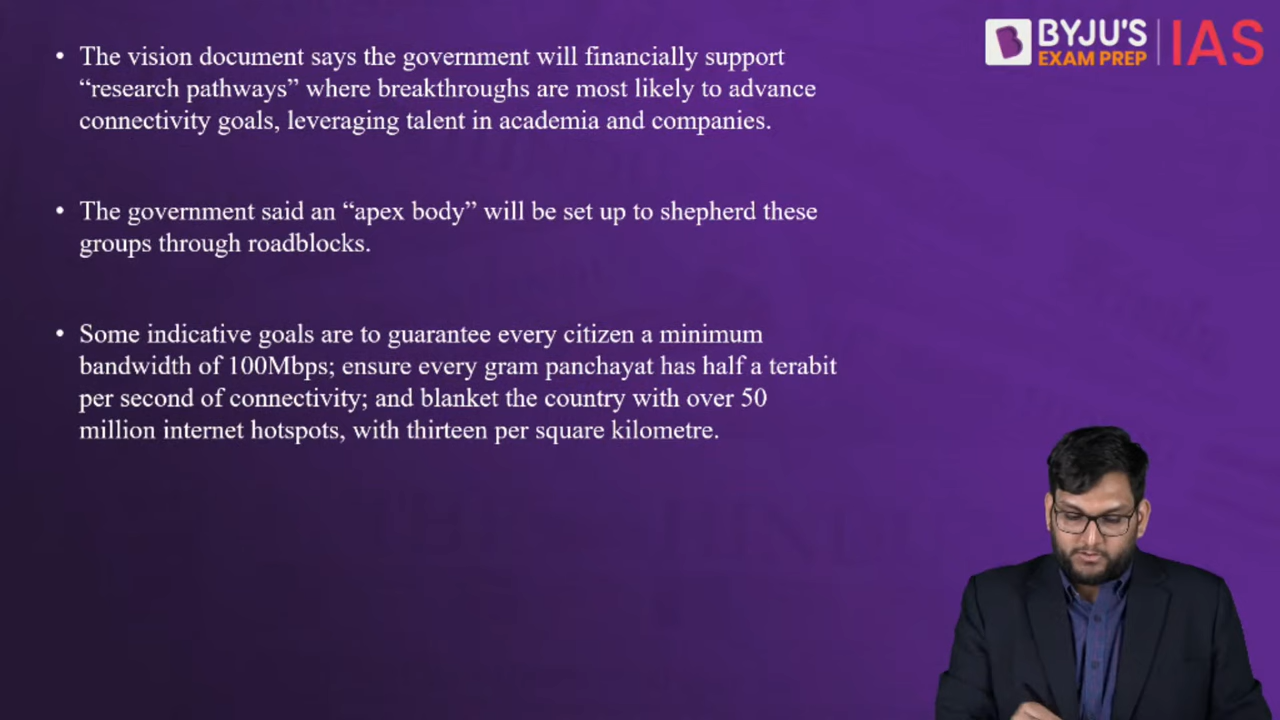 • The vision document says the government will financially support
“research pathways” where breakthroughs are most likely to advance
connectivity goals, leveraging talent in academia and companies.
• The government said an “apex body” will be set up to shepherd these
groups through roadblocks.
• Some indicative goals are to guarantee every citizen a minimum
bandwidth of 100Mbps; ensure every gram panchayat has half a terabit
per second of connectivity; and blanket the country with over 50
million internet hotspots, with thirteen per square kilometre.
BYJU'S
EXAM PREP
IAS